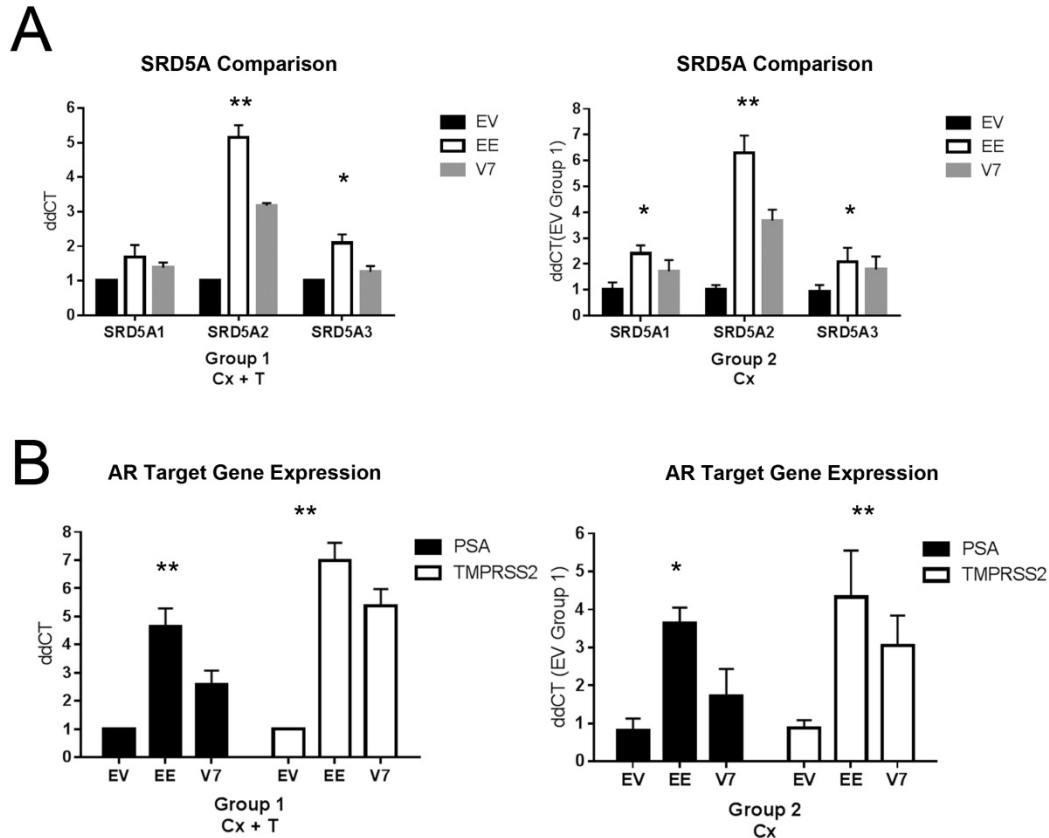 A
SRD5A Comparison
ddCT
6
5
4
3
2
1
0
**
*
EV
EE
V7
SRD5A1 SRD5A2 SRD5A3
Group 1
Cx + T
SRD5A Comparison
ddCT(EV Group 1)
8
7
6
5
4
3
2
1
0
*
**
*
EV
EE
V7
SRD5A1 SRD5A2 SRD5A3
Group 2
Cx
B
AR Target Gene Expression
ddCT
8
7
6
5
4
3
2
1
0
**
**
PSA
TMPRSS2
EV EE V7 EV EE V7
Group 1
Cx + T
AR Target Gene Expression
ddCT (EV Group 1)
6
5
4
3
2
1
0
*
**
PSA
TMPRSS2
EV EE V7 EV EE V7
Group 2
Cx